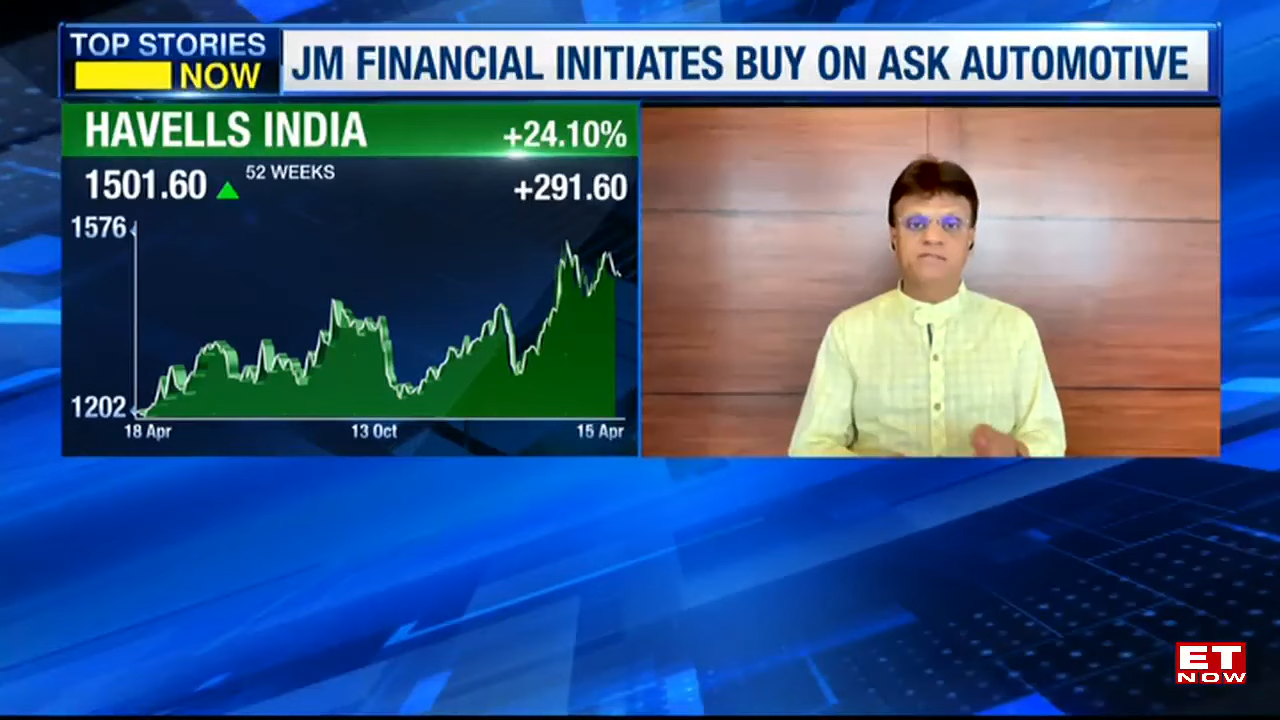 TOP STORIES
NOW
JM FINANCIAL INITIATES BUY ON ASK AUTOMOTIVE
HAVELLS INDIA +24.10%
1501.60 52 WEEKS +291.60
1576
1202
18 Apr 13 Oct 15 Apr
ET
NOW